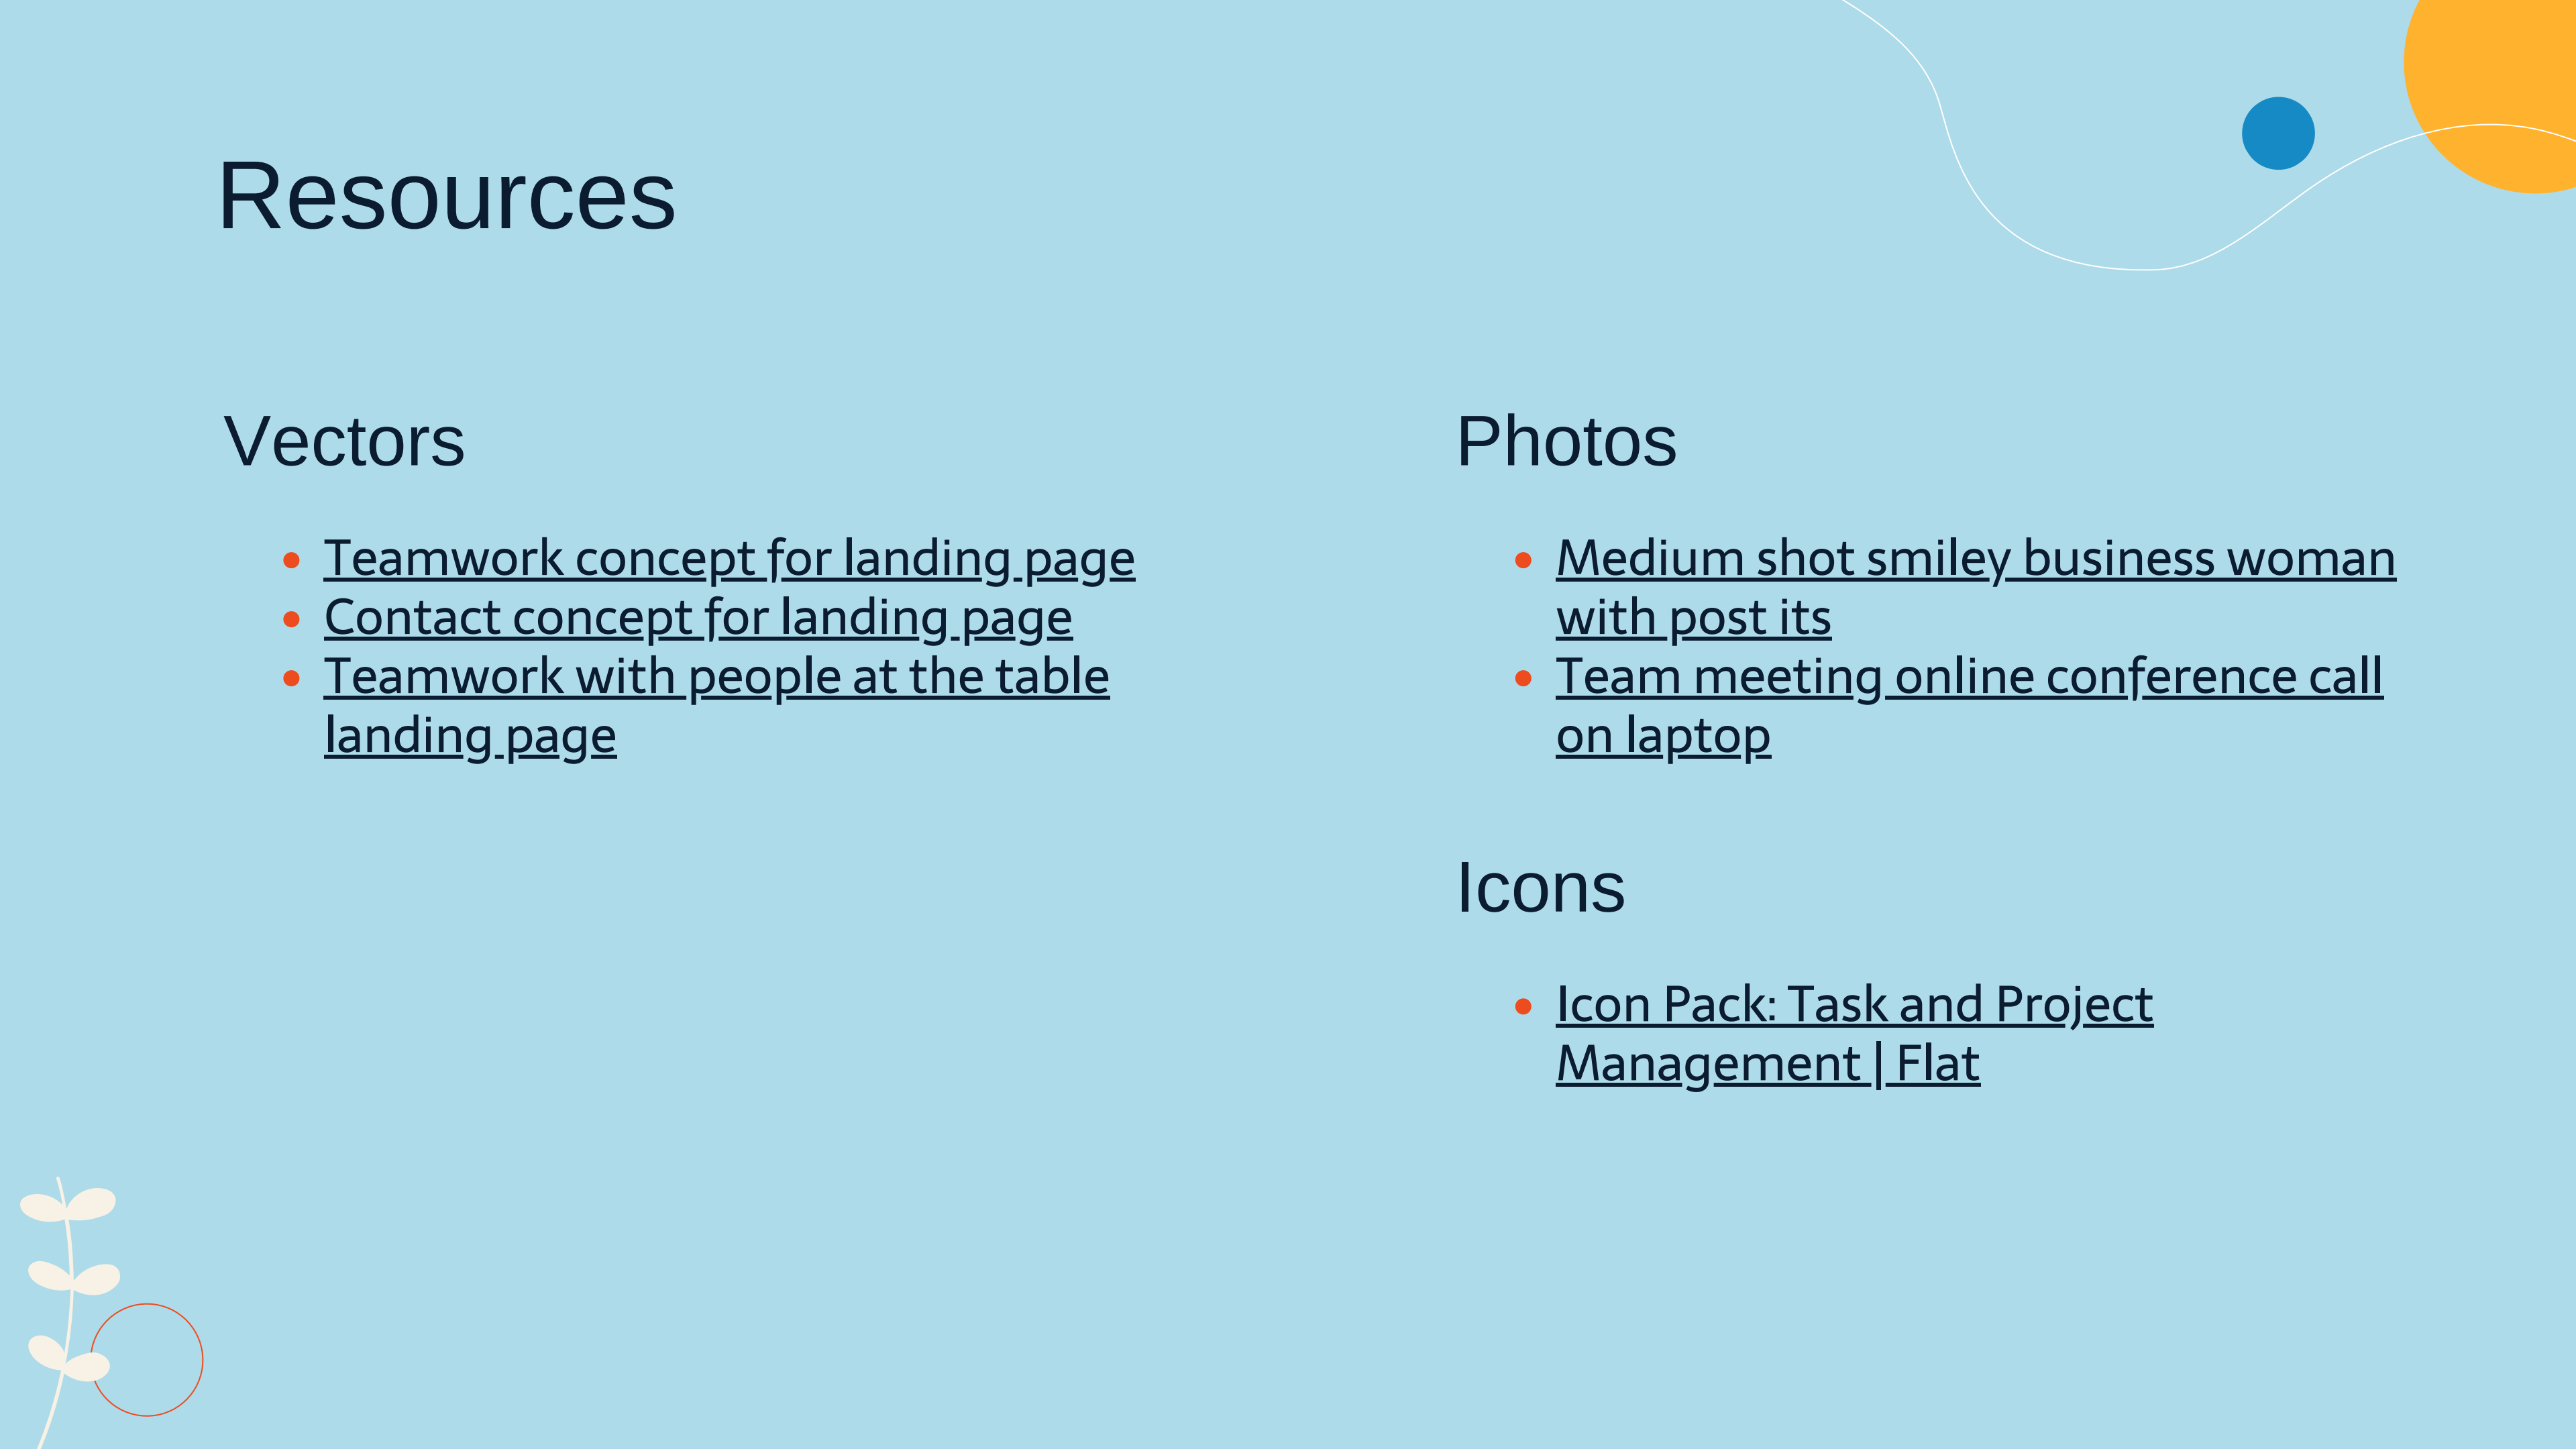 Resources
Vectors
Teamwork concept for landing page
Contact concept for landing page
Teamwork with people at the table
landing page
Photos
Medium shot smiley business woman
with post its
Team meeting online conference call
on laptop
Icons
Icon Pack: Task and Project
Management | Flat